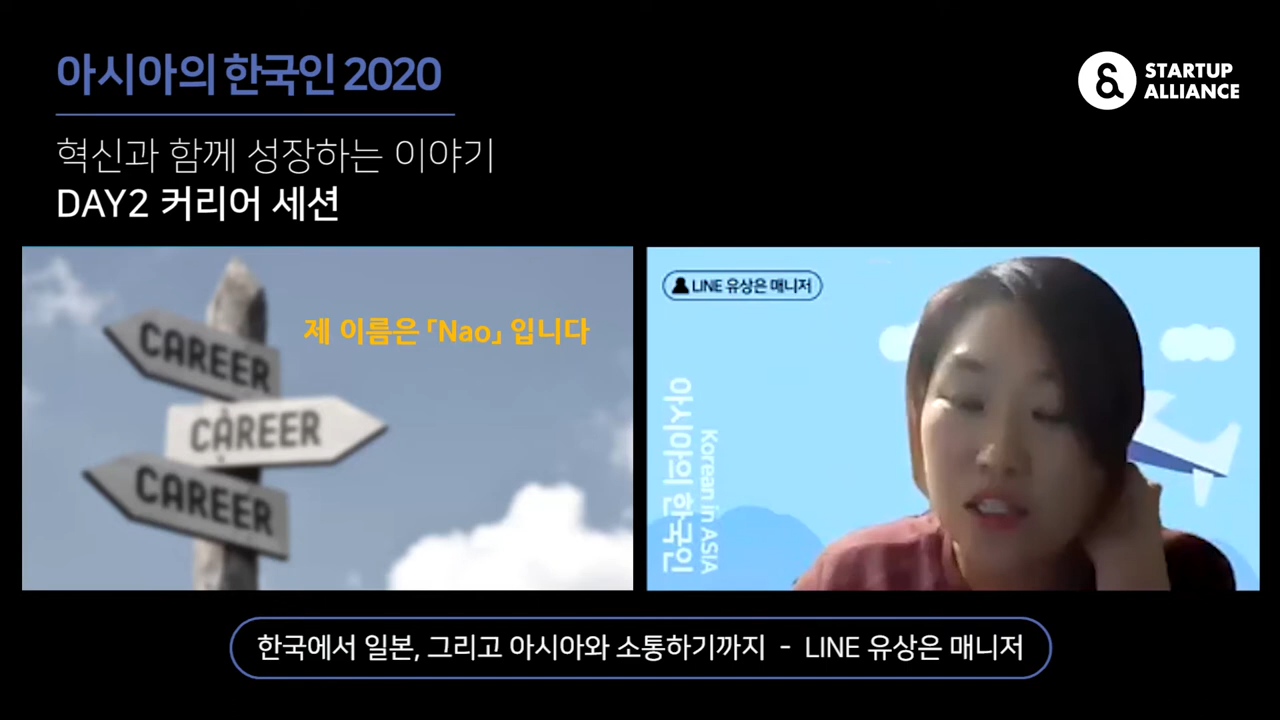 아시아의 한국인 2020
혁신과 함께 성장하는 이야기
DAY2 커리어 세션
&
STARTUP
ALLIANCE
CAREER
CAREER
CAREER
제 이름은 「Nao」 입니다
LINE 유상은 매니저
아시아의 한국인
Korean in ASIA
한국에서 일본, 그리고 아시아와 소통하기까지 - LINE 유상은 매니저